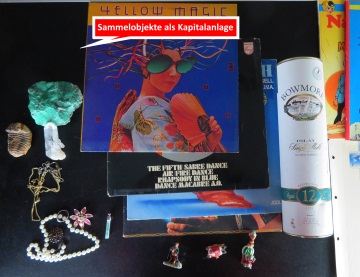 Sammelobjekte als Kapitalanlage
YELLOW MAGIC
THE FIFTH SABRE DANCE
AIR FIRE DANCE
RHAPSODY IN BLUE
DANCE MACABRE A.O.
BOWMORE
ISLAY
12